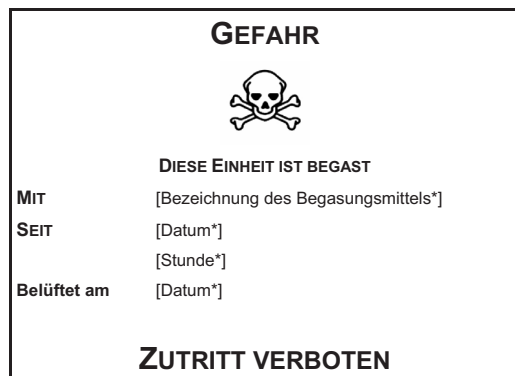 GEFAHR
DIESE EINHEIT IST BEGAST
MIT [Bezeichnung des Begasungsmittels*]
SEIT [Datum*]
[Stunde*]
Belüftet am [Datum*]
ZUTRITT VERBOTEN